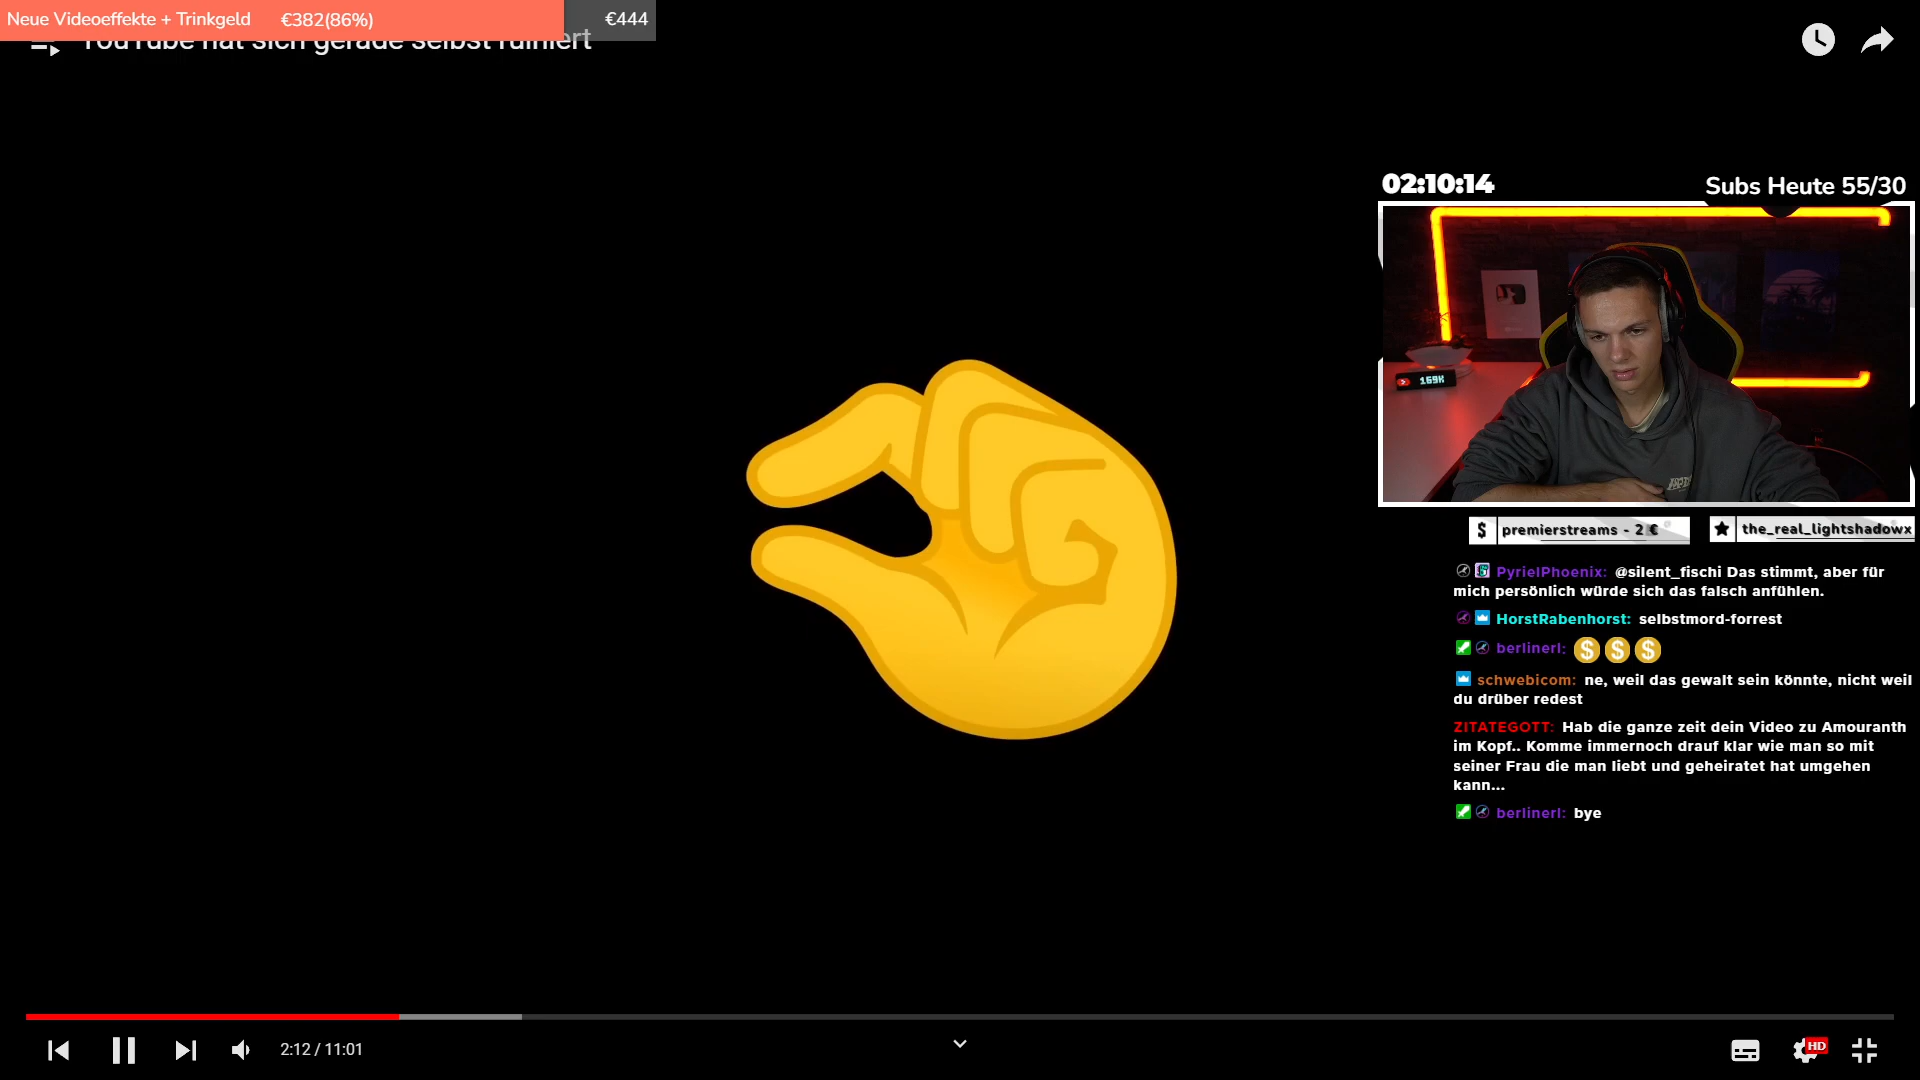 Neue Videoeffekte + Trinkgeld €382(86%) €444
YouTube hat sich gerade selbst ruiniert
02:10:14 Subs Heute 55/30
169K
$ premierstreams - 2 € the_real_lightshadowx
PyrielPhoenix: @silent_fischi Das stimmt, aber für
mich persönlich würde sich das falsch anfühlen.
HorstRabenhorst: selbstmord-forrest
berlinerl: $ $ $
schwebicom: ne, weil das gewalt sein könnte, nicht weil
du drüber redest
ZITATEGOTT: Hab die ganze zeit dein Video zu Amouranth
im Kopf.. Komme immernoch drauf klar wie man so mit
seiner Frau die man liebt und geheiratet hat umgehen
kann...
berlinerl: bye
2:12 / 11:01 HD